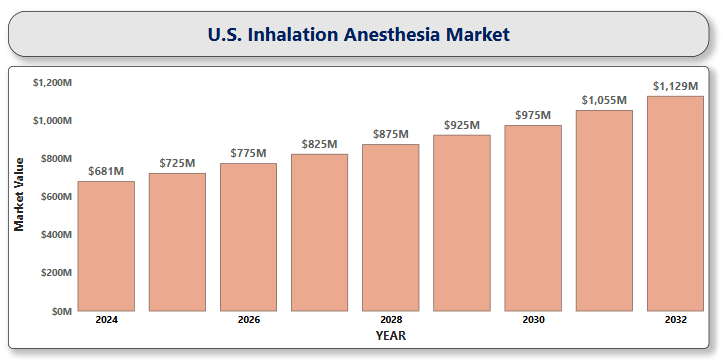 U.S. Inhalation Anesthesia Market
Market Value
$1,200M
$1,000M
$800M
$600M
$400M
$200M
$0M
$681M
$725M
$775M
$825M
$875M
$925M
$975M
$1,055M
$1,129M
2024
2026
2028
2030
2032
YEAR